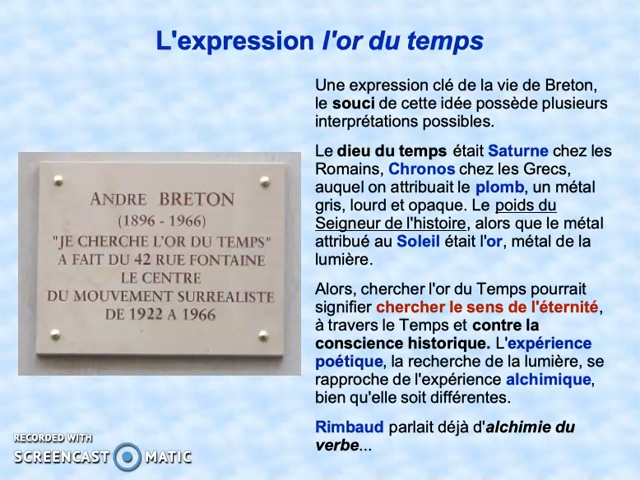 L'expression l'or du temps
Une expression clé de la vie de Breton,
le souci de cette idée possède plusieurs
interprétations possibles.
Le dieu du temps était Saturne chez les
Romains, Chronos chez les Grecs,
auquel on attribuait le plomb, un métal
gris, lourd et opaque. Le poids du
Seigneur de l'histoire, alors que le métal
attribué au Soleil était l'or, métal de la
lumière.
Alors, chercher l'or du Temps pourrait
signifier chercher le sens de l'éternité,
à travers le Temps et contre la
conscience historique. L'expérience
poétique, la recherche de la lumière, se
rapproche de l'expérience alchimique,
bien qu'elle soit différentes.
Rimbaud parlait déjà d'alchimie du
verbe...
ANDRE BRETON
(1896 - 1966)
"JE CHERCHE L'OR DU TEMPS"
A FAIT DU 42 RUE FONTAINE
LE CENTRE
DU MOUVEMENT SURREALISTE
DE 1922 A 1966
RECORDED WITH
SCREENCAST MATIC